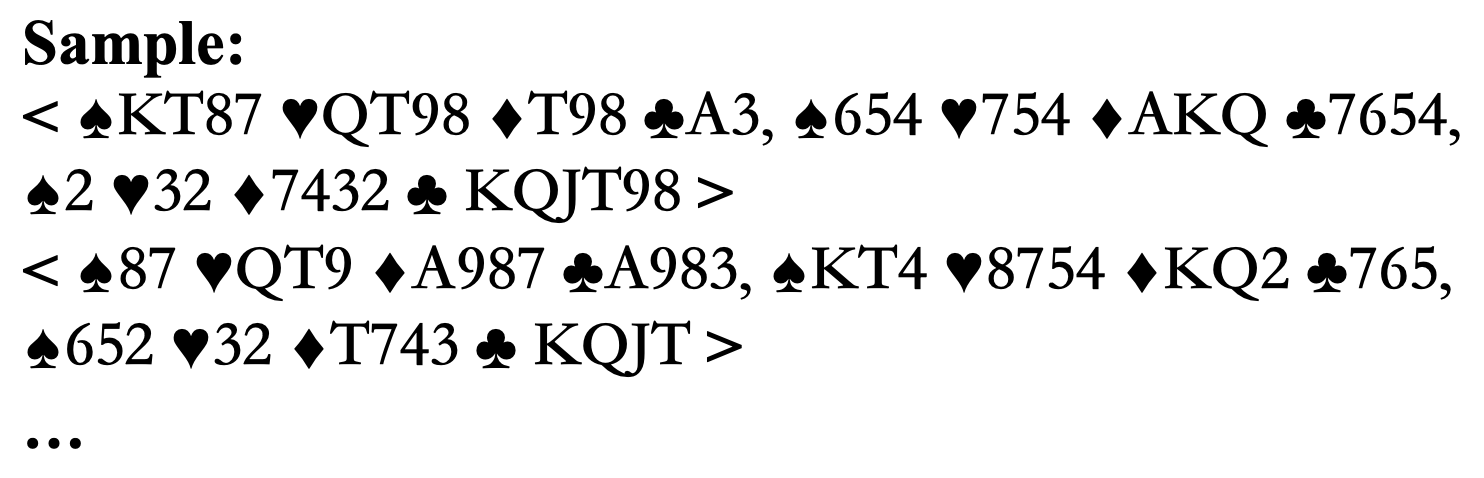 Sample:
< ♠KT87 ♥QT98 ♦T98 ♣A3, ♠654 ♥754 ♦AKQ ♣7654,
♠2 ♥32 ♦7432 ♣ KQJT98 >
< ♠87 ♥QT9 ♦A987 ♣A983, ♠KT4 ♥8754 ♦KQ2 ♣765,
♠652 ♥32 ♦T743 ♣ KQJT >
...